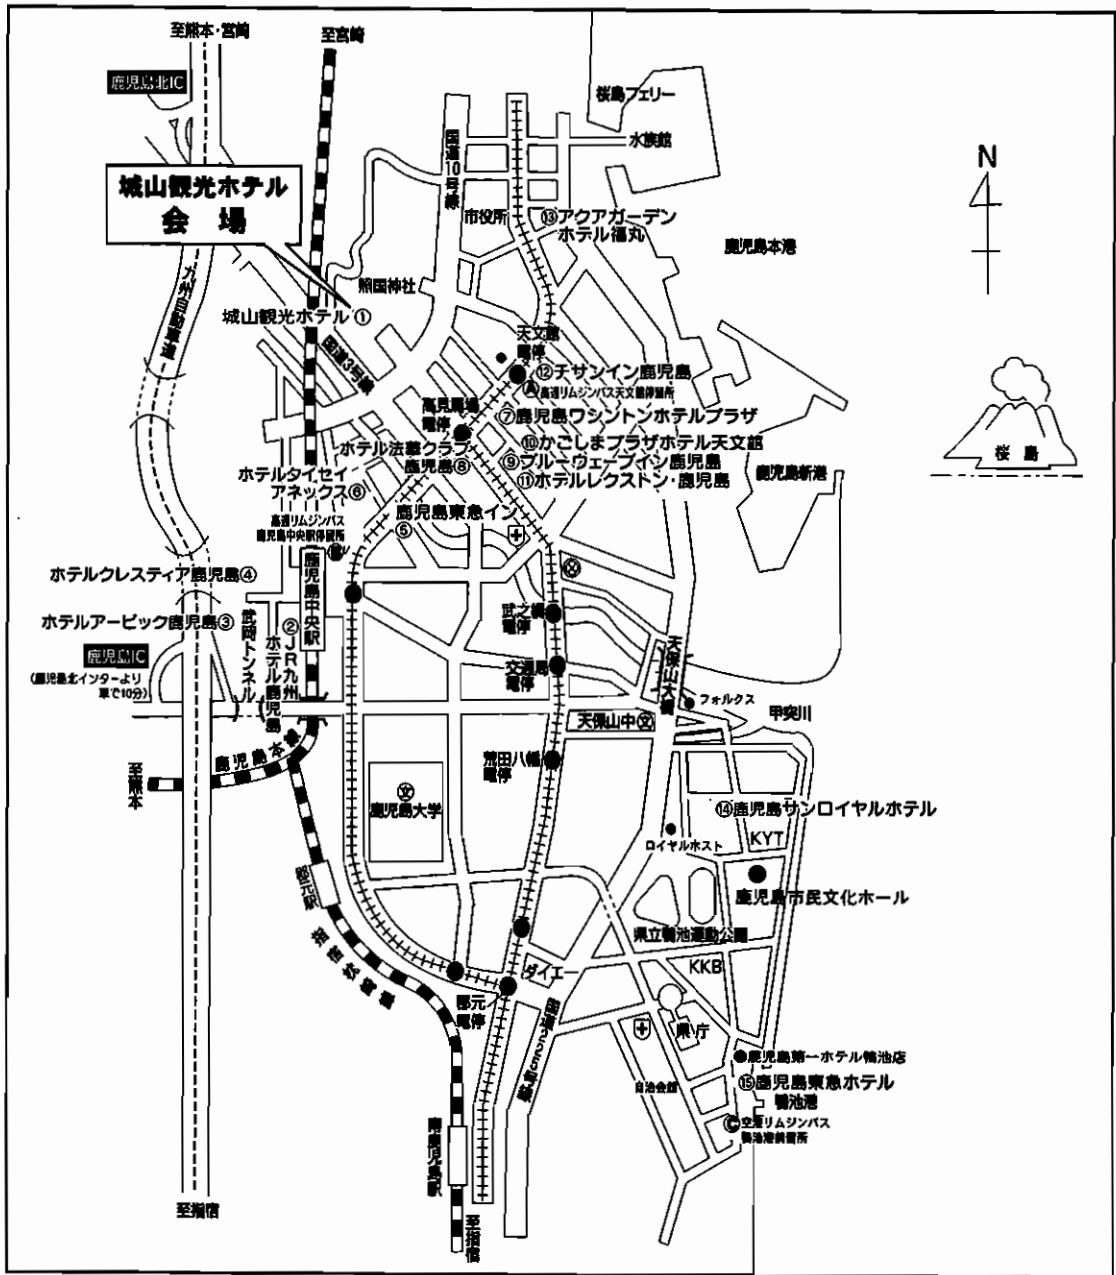 至熊本・宮崎
至宮崎
鹿児島北IC
桜島フェリー
水族館
国道10号線
N
城山観光ホテル
会場
市役所
⑬アクアガーデン
ホテル福丸
鹿児島本港
照国神社
九州自動車道
城山観光ホテル①
国道3号線
天文館
電停
⑫チサンイン鹿児島
Ⓐ高速リムジンバス天文館停留所
高見馬場
電停
⑦鹿児島ワシントンホテルプラザ
⑩かごしまプラザホテル天文館
ホテル法華クラブ
鹿児島⑧
⑨ブルーウェーブイン鹿児島
⑪ホテルレクストン・鹿児島
桜島
鹿児島新港
ホテルタイセイ
アネックス⑥
鹿児島東急イン
⑤
高速リムジンバス
鹿児島中央駅停留所
鹿児島中央駅
ホテルクレスティア鹿児島④
ホテルアービック鹿児島③
武之橋
電停
交通局
電停
天保山大橋
鹿児島IC
(鹿児島北インターより
車で10分)
武岡トンネル
②JR九州
ホテル鹿児島
フォルクス
甲突川
天保山中文
鹿児島本線
至熊本
荒田八幡
電停
文
鹿児島大学
⑭鹿児島サンロイヤルホテル
KYT
ロイヤルホスト
鹿児島市民文化ホール
郡元駅
県立鴨池運動公園
KKB
指宿枕崎線
ダイエー
郡元
電停
国道225号線
県庁
鹿児島第一ホテル鴨池店
自治会館
⑮鹿児島東急ホテル
鴨池港
Ⓒ空港リムジンバス
鴨池港停留所
南鹿児島駅
至指宿
至指宿